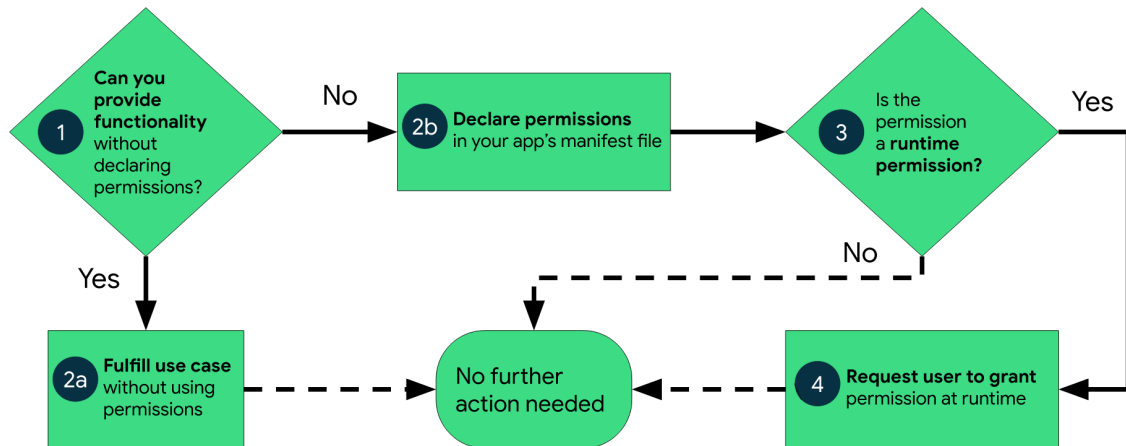 1
Can you
provide
functionality
without
declaring
permissions?
No
2b
Declare permissions
in your app's manifest file
3
Is the
permission
a runtime
permission?
Yes
Yes
No
2a
Fulfill use case
without using
permissions
No further
action needed
4
Request user to grant
permission at runtime